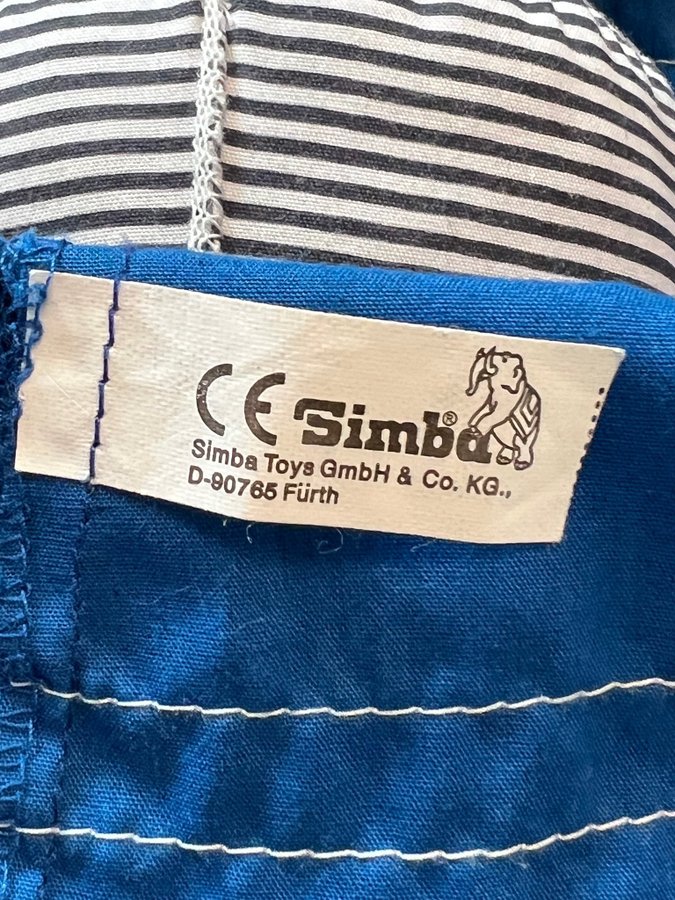 CE Simba®
Simba Toys GmbH & Co. KG.,
D-90765 Fürth